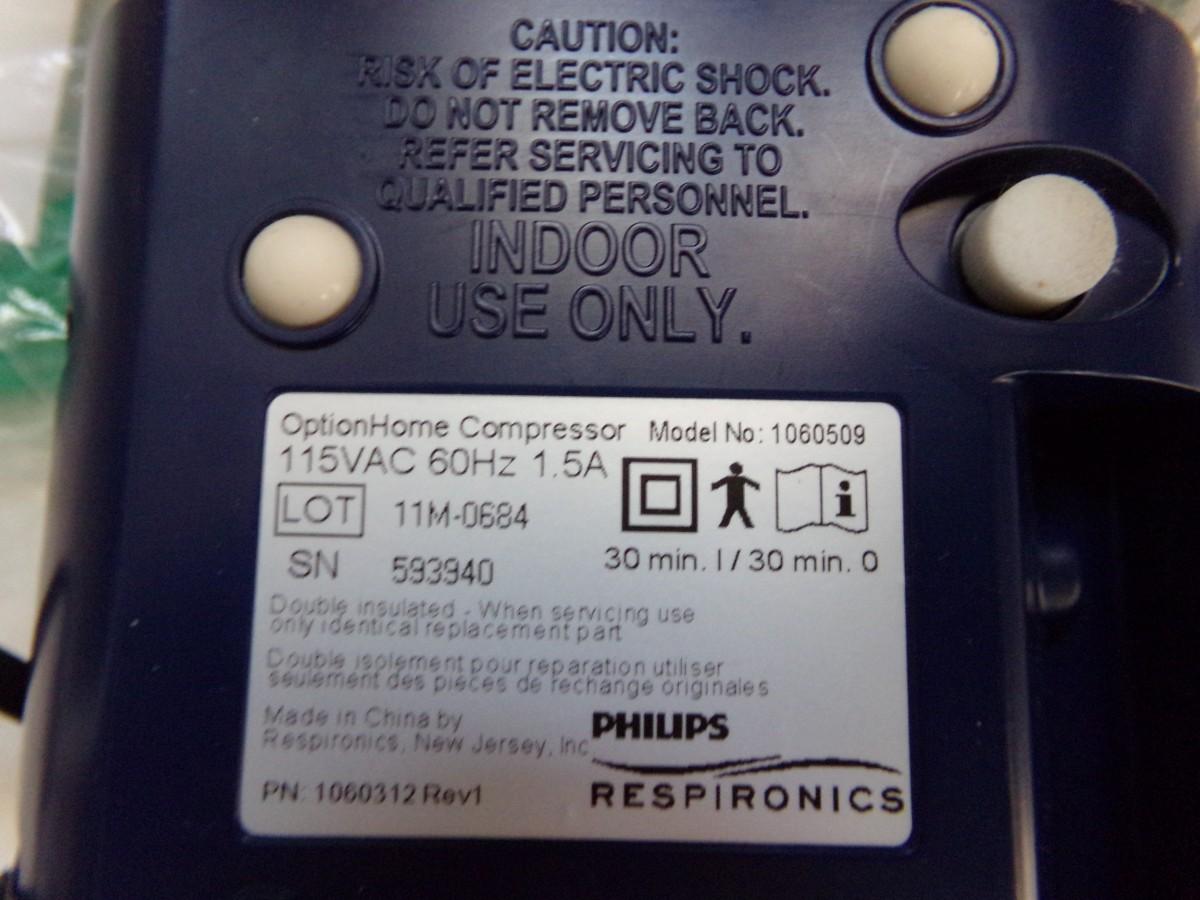 CAUTION:
RISK OF ELECTRIC SHOCK.
DO NOT REMOVE BACK.
REFER SERVICING TO
QUALIFIED PERSONNEL.
INDOOR
USE ONLY.
OptionHome Compressor Model No: 1060509
115VAC 60Hz 1.5A
LOT 11M-0684
30 min. I / 30 min. 0
SN 593940
Double insulated - When servicing use
only identical replacement part
Double isolement pour reparation utiliser
seulement des pièces de rechange originales
Made in China by
Respironics, New Jersey, Inc.
PHILIPS
RESPIRONICS
PN: 1060312 Rev1